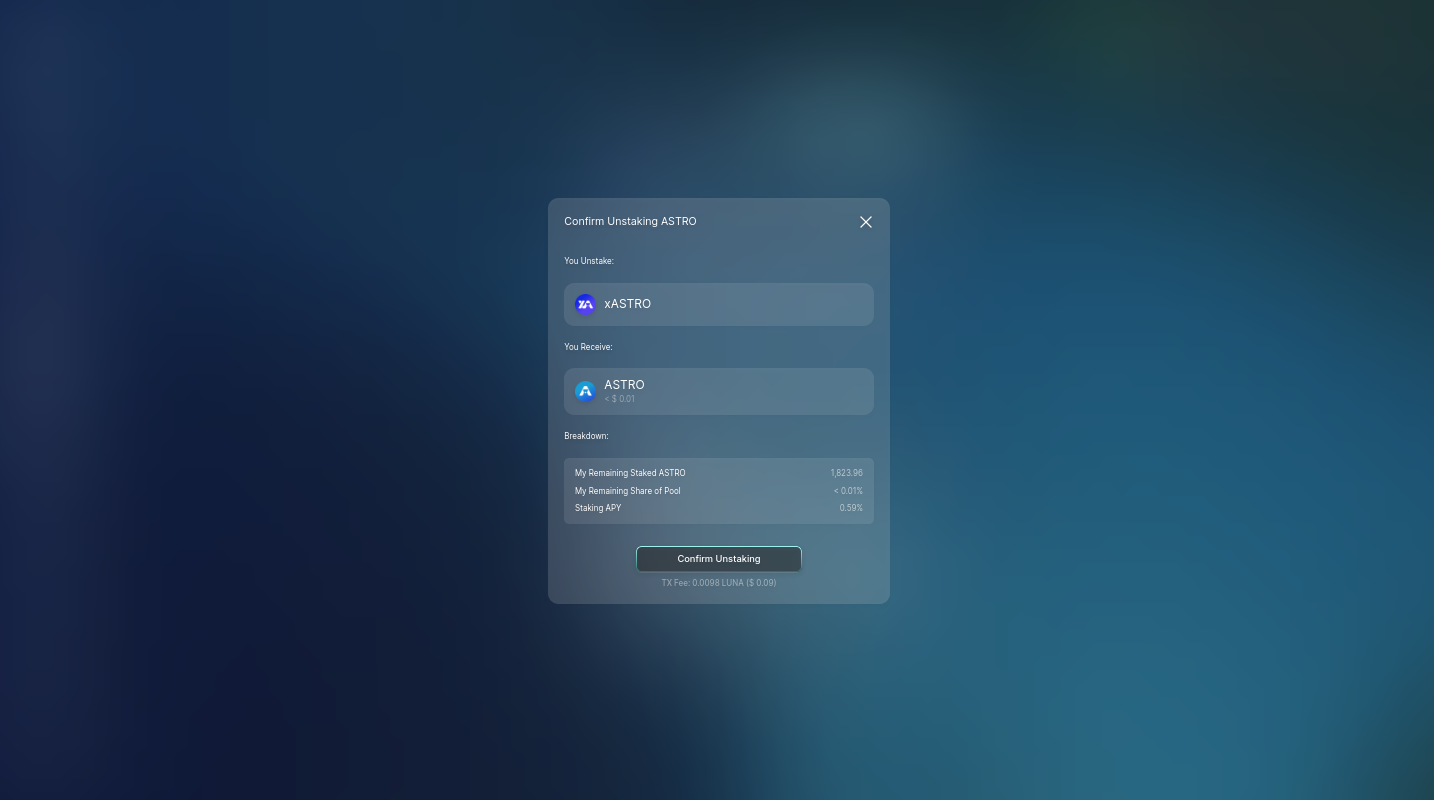 Confirm Unstaking ASTRO
You Unstake:
xASTRO
You Receive:
ASTRO
< $ 0.01
Breakdown:
My Remaining Staked ASTRO 1,823.96
My Remaining Share of Pool < 0.01%
Staking APY 0.59%
Confirm Unstaking
TX Fee: 0.0098 LUNA ($ 0.09)